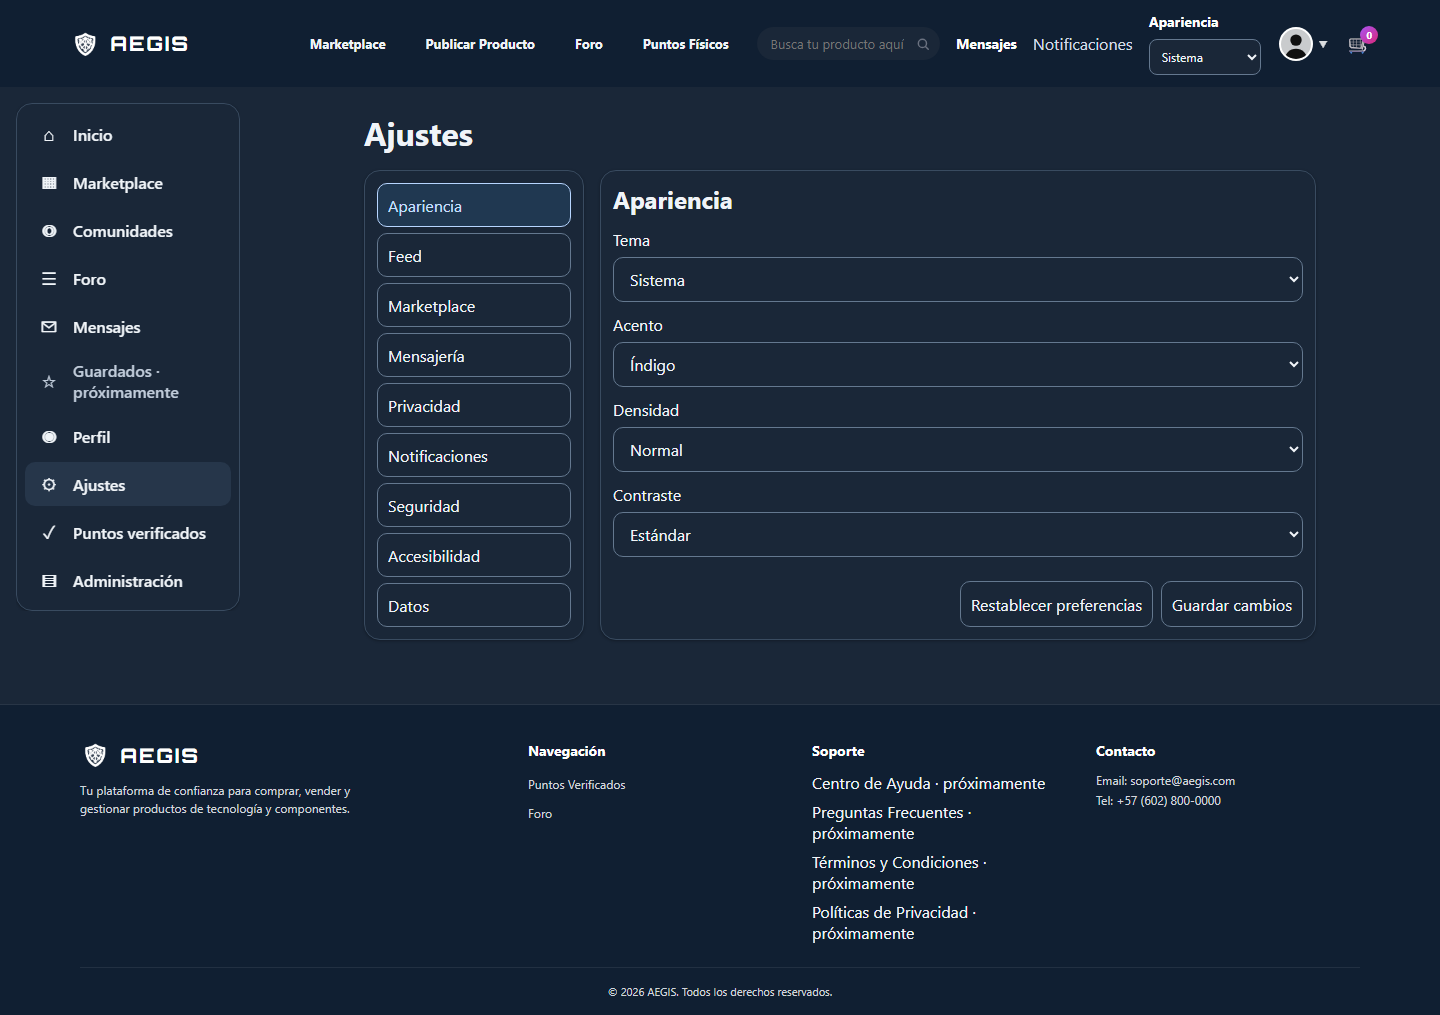 AEGIS
Marketplace
Publicar Producto
Foro
Puntos Físicos
Busca tu producto aquí
Mensajes
Notificaciones
Apariencia
Sistema
0
Inicio
Marketplace
Comunidades
Foro
Mensajes
Guardados ·
próximamente
Perfil
Ajustes
Puntos verificados
Administración
Ajustes
Apariencia
Feed
Marketplace
Mensajería
Privacidad
Notificaciones
Seguridad
Accesibilidad
Datos
Apariencia
Tema
Sistema
Acento
Índigo
Densidad
Normal
Contraste
Estándar
Restablecer preferencias
Guardar cambios
AEGIS
Tu plataforma de confianza para comprar, vender y
gestionar productos de tecnología y componentes.
Navegación
Puntos Verificados
Foro
Soporte
Centro de Ayuda · próximamente
Preguntas Frecuentes ·
próximamente
Términos y Condiciones ·
próximamente
Políticas de Privacidad ·
próximamente
Contacto
Email: soporte@aegis.com
Tel: +57 (602) 800-0000
© 2026 AEGIS. Todos los derechos reservados.